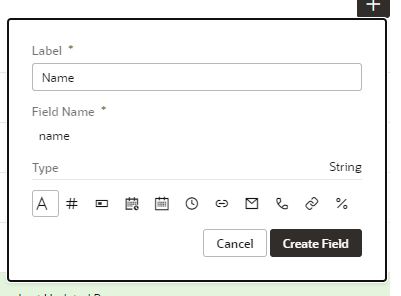 Label *
Name
Field Name *
name
Type String
A # %
Cancel Create Field